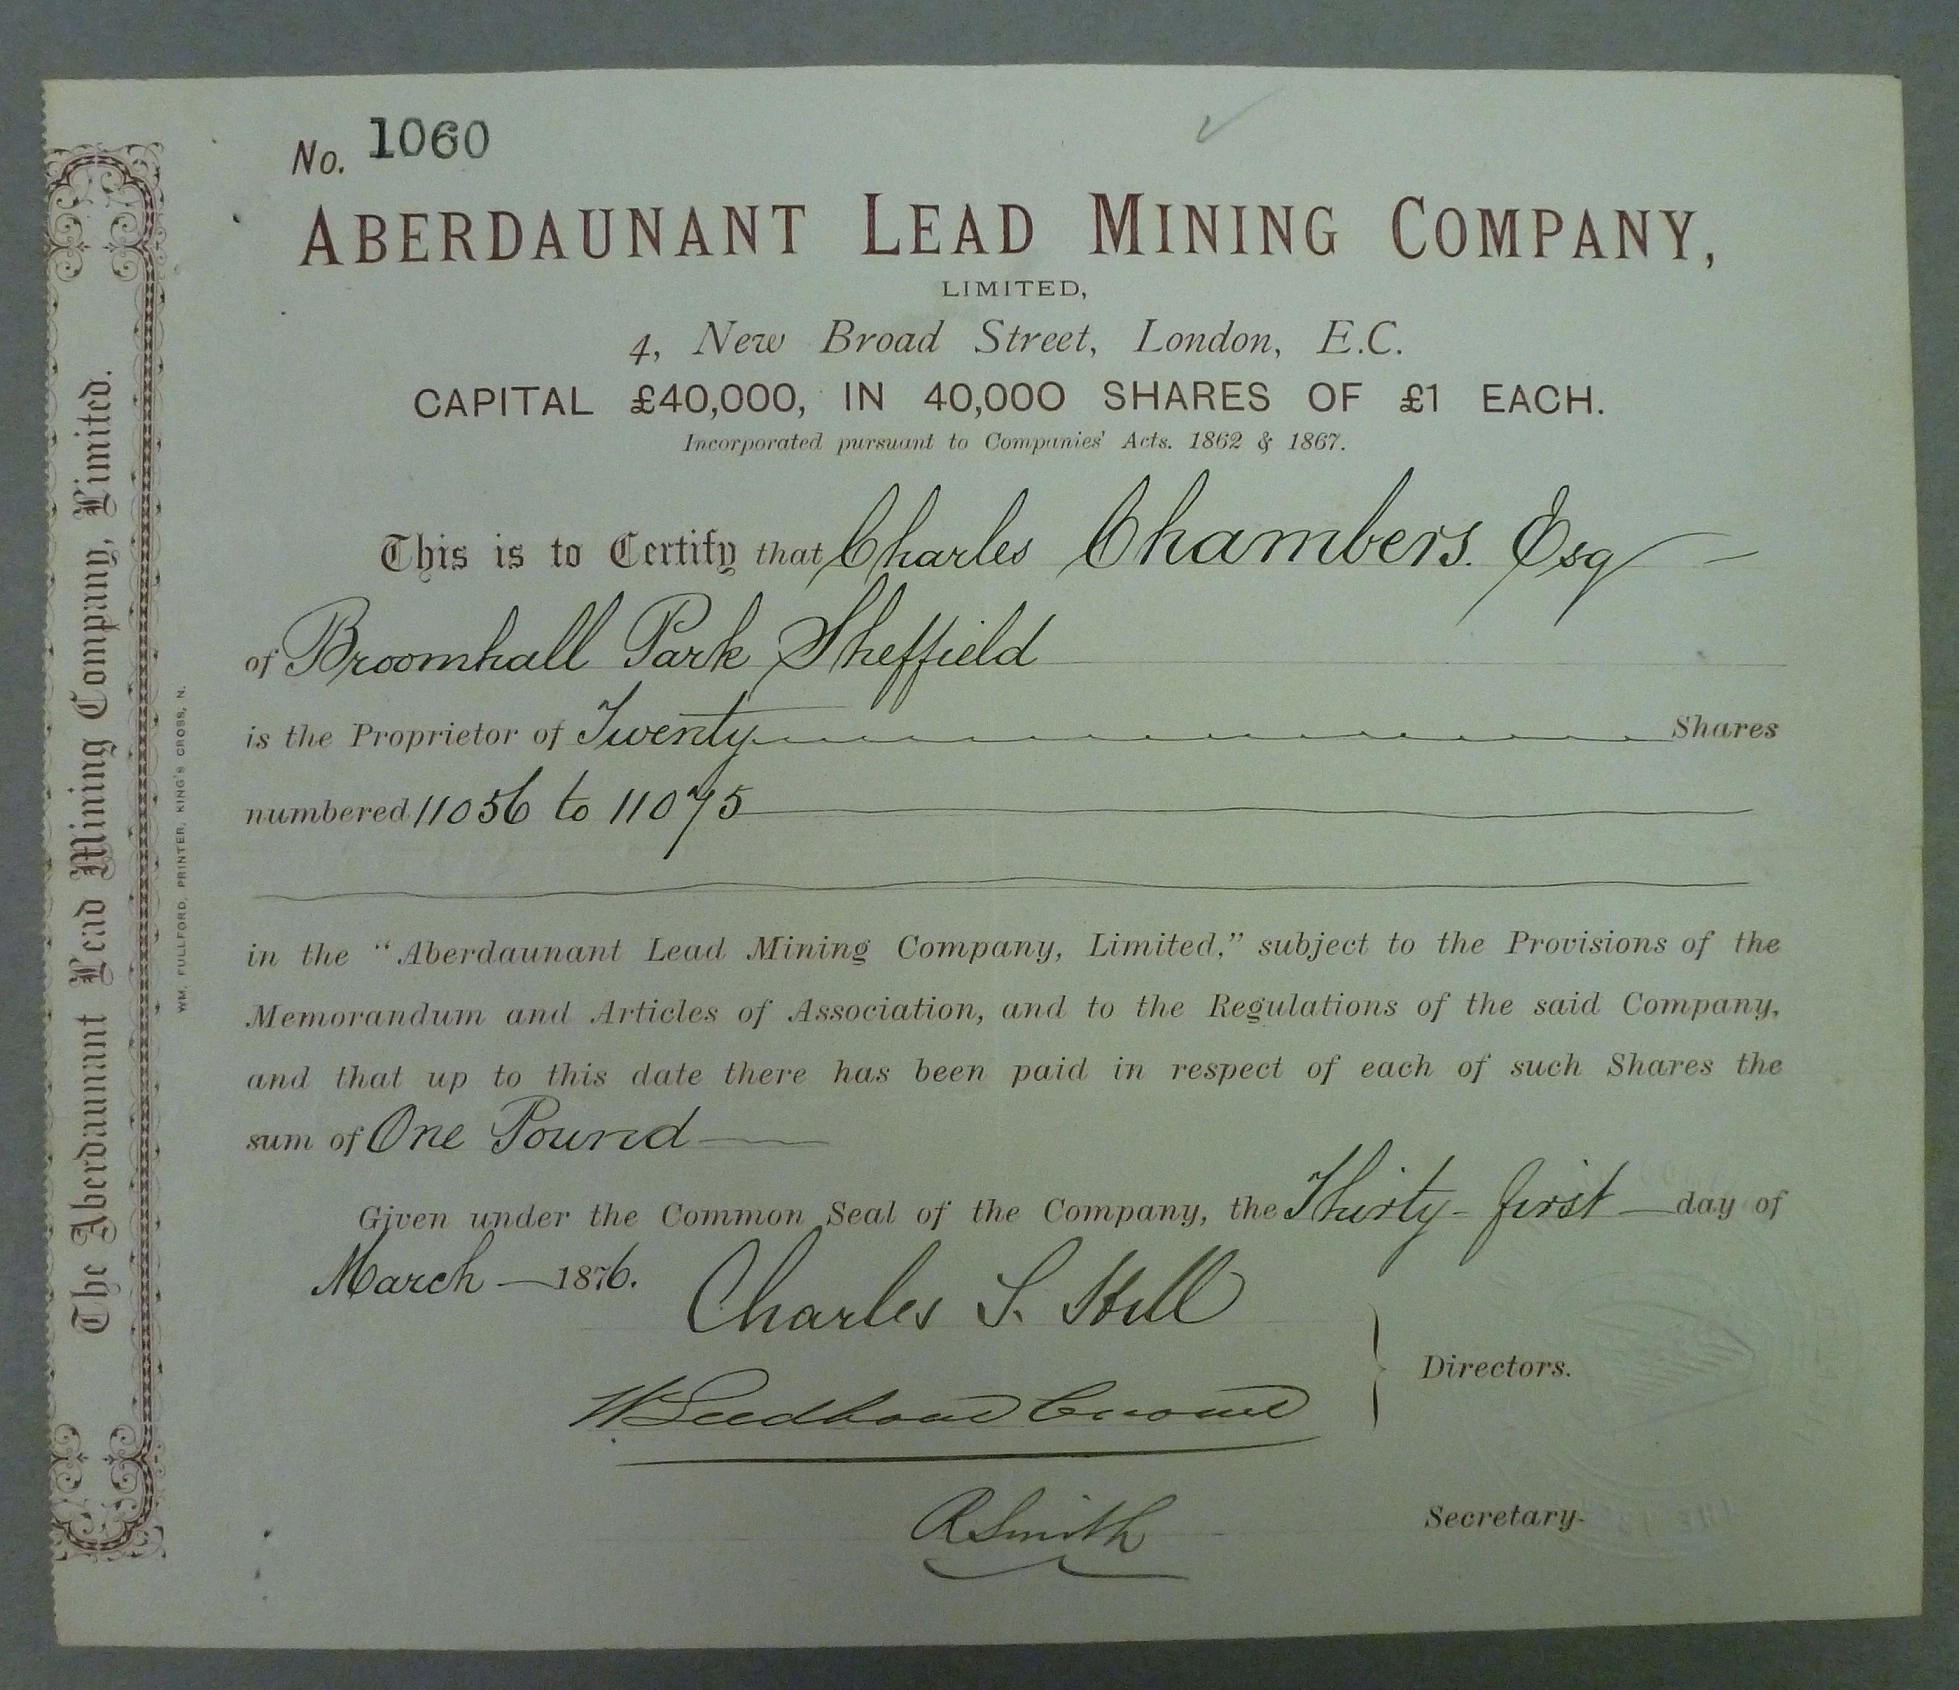 No. 1060
ABERDAUNANT LEAD MINING COMPANY,
LIMITED,
4, New Broad Street, London, E.C.
CAPITAL £40,000, IN 40,000 SHARES OF £1 EACH.
Incorporated pursuant to Companies' Acts. 1862 & 1867.
This is to Certify that Charles Chambers. Esq
of Broomhall Park Sheffield
is the Proprietor of Twenty Shares
numbered 11056 to 11075
in the "Aberdaunant Lead Mining Company, Limited," subject to the Provisions of the
Memorandum and Articles of Association, and to the Regulations of the said Company,
and that up to this date there has been paid in respect of each of such Shares the
sum of One Pound
Given under the Common Seal of the Company, the Thirty-first day of
March 1876.
Charles S.
Directors.
R Smith
Secretary.
The Aberdaunant Lead Mining Company, Limited.
WM. FULLFORD, PRINTER, KING'S CROSS, N.